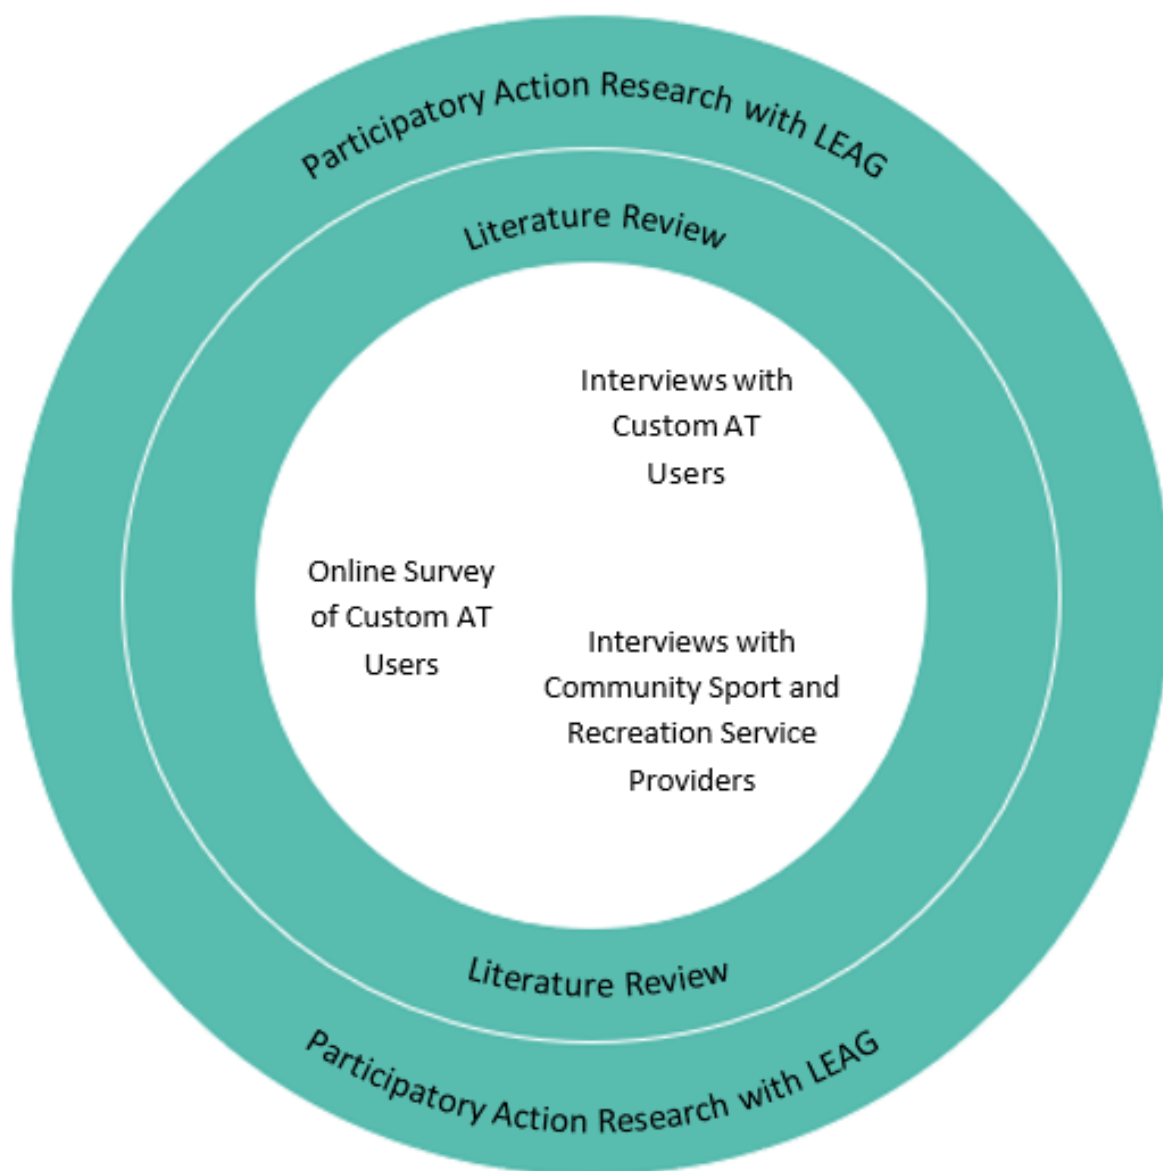 Participatory Action Research with LEAG
Literature Review
Interviews with
Custom AT
Users
Online Survey
of Custom AT
Users
Interviews with
Community Sport and
Recreation Service
Providers
Literature Review
Participatory Action Research with LEAG